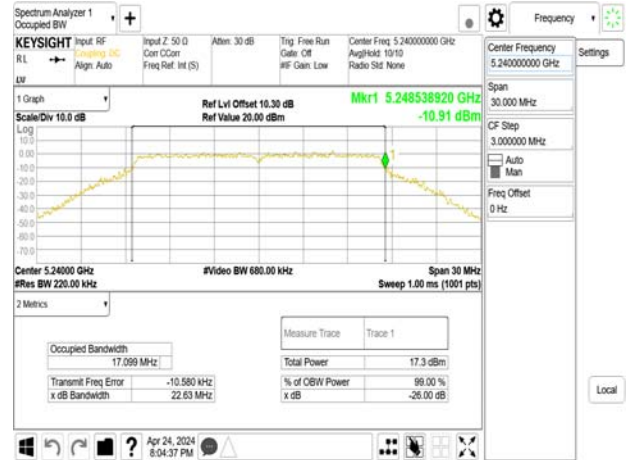 Spectrum Analyzer 1
Occupied BW
Frequency
KEYSIGHT
Input: RF
Coupling: DC
Align: Auto
Input Z: 50 Ω
Corr CCorr
Freq Ref: Int (S)
Atten: 30 dB
Trig: Free Run
Gate: Off
#IF Gain: Low
Center Freq: 5.240000000 GHz
Avg|Hold: 10/10
Radio Std: None
RL
Center Frequency
5.240000000 GHz
Settings
Span
30.000 MHz
CF Step
3.000000 MHz
Auto
Man
Freq Offset
0 Hz
Local
1 Graph
Scale/Div 10.0 dB
Ref Lvl Offset 10.30 dB
Ref Value 20.00 dBm
Mkr1 5.248538920 GHz
-10.91 dBm
Log
10.0
0.00
-10.0
-20.0
-30.0
-40.0
-50.0
-60.0
-70.0
1
Center 5.24000 GHz
#Res BW 220.00 kHz
#Video BW 680.00 kHz
Span 30 MHz
Sweep 1.00 ms (1001 pts)
2 Metrics
Measure Trace Trace 1
Occupied Bandwidth
17.099 MHz
Total Power 17.3 dBm
Transmit Freq Error -10.580 kHz
% of OBW Power 99.00 %
x dB Bandwidth 22.63 MHz
x dB -26.00 dB
?
Apr 24, 2024
8:04:37 PM